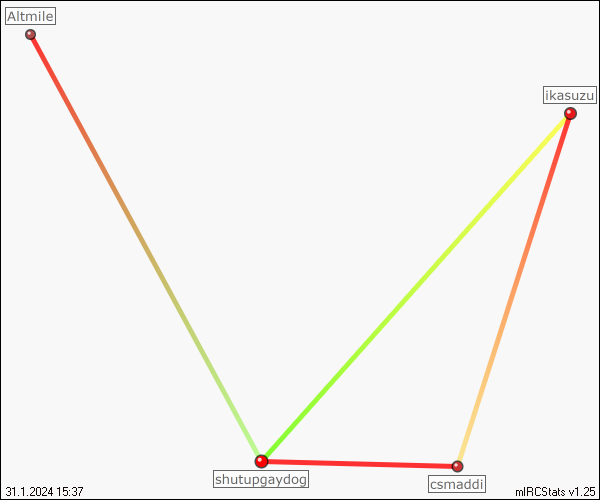 Altmile
ikasuzu
shutupgaydog
csmaddi
31.1.2024 15:37
mIRCStats v1.25